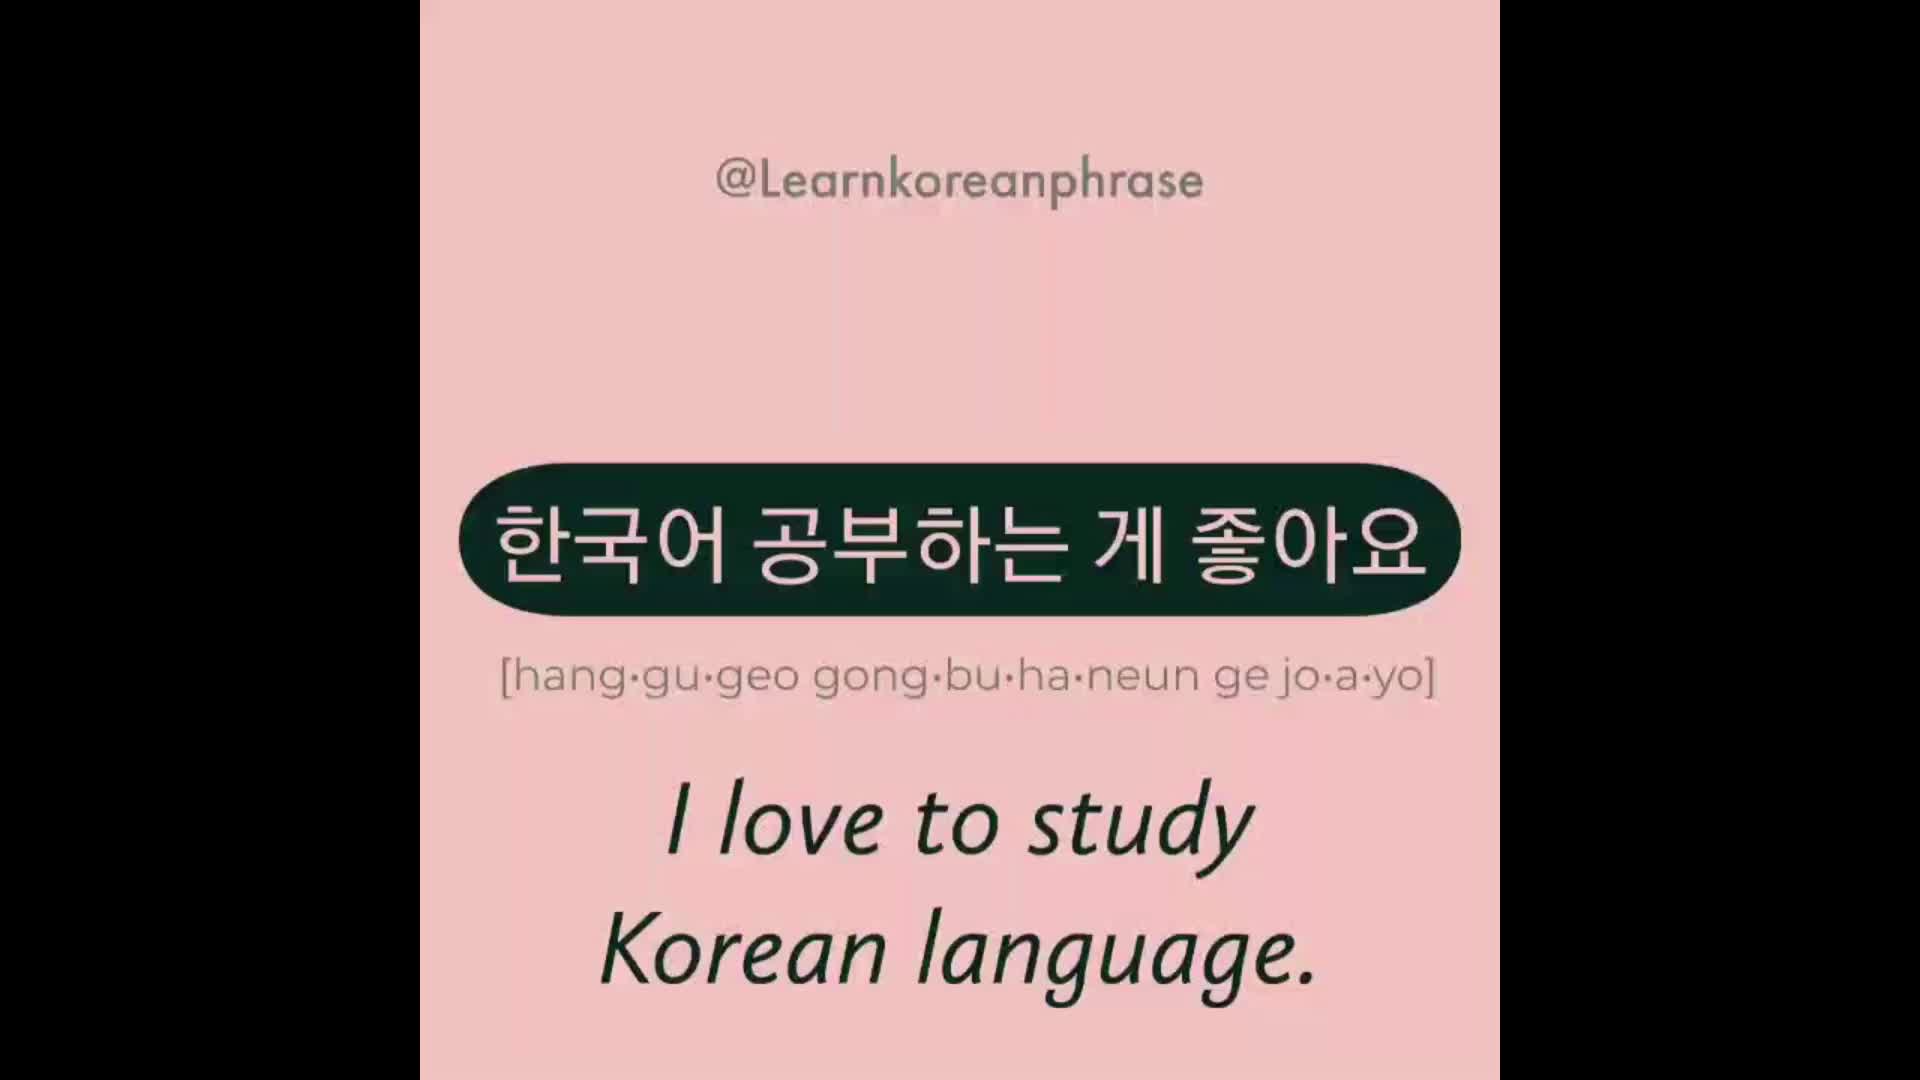 @Learnkoreanphrase
한국어 공부하는 게 좋아요
[hang·gu·geo gong·bu·ha·neun ge jo·a·yo]
I love to study
Korean language.